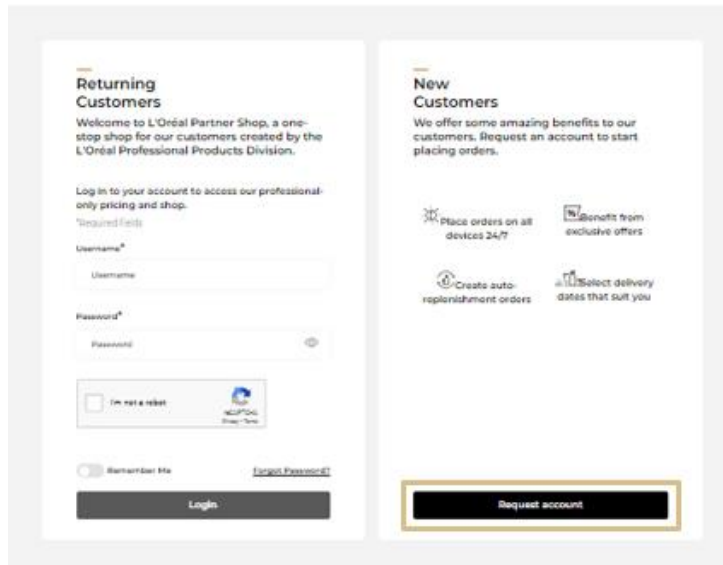 Returning
Customers
Welcome to L'Oréal Partner Shop, a one-
stop shop for our customers created by the
L'Oréal Professional Products Division.
Log in to your account to access our professional-
only pricing and shop.
*Required Fields
Username*
Username
Password*
Password
I'm not a robot
reCAPTCHA
Privacy - Terms
Remember Me
Forgot Password?
Login
New
Customers
We offer some amazing benefits to our
customers. Request an account to start
placing orders.
Place orders on all
devices 24/7
Benefit from
exclusive offers
Create auto-
replenishment orders
Select delivery
dates that suit you
Request account